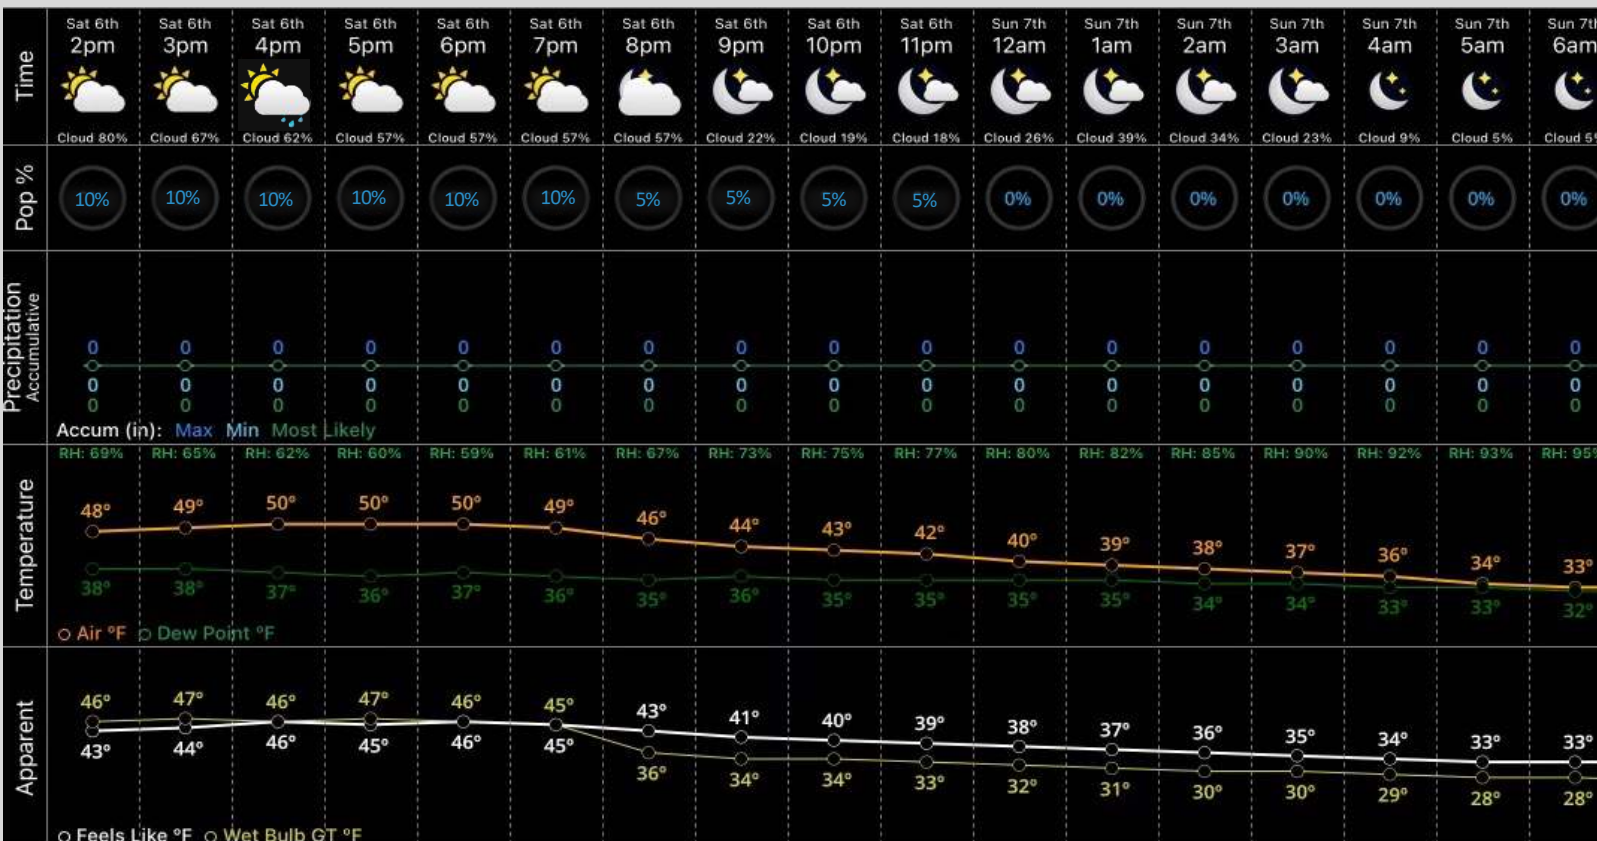 Time
Sat 6th Sat 6th Sat 6th Sat 6th Sat 6th Sat 6th Sat 6th Sat 6th Sat 6th Sat 6th Sun 7th Sun 7th Sun 7th Sun 7th Sun 7th Sun 7th Sun 7th
2pm 3pm 4pm 5pm 6pm 7pm 8pm 9pm 10pm 11pm 12am 1am 2am 3am 4am 5am 6am
Cloud 80% Cloud 67% Cloud 62% Cloud 57% Cloud 57% Cloud 57% Cloud 57% Cloud 22% Cloud 19% Cloud 18% Cloud 26% Cloud 39% Cloud 34% Cloud 23% Cloud 9% Cloud 5% Cloud 5%
Pop %
10% 10% 10% 10% 10% 10% 5% 5% 5% 5% 0% 0% 0% 0% 0% 0% 0%
Precipitation
Accumulative
0 0 0 0 0 0 0 0 0 0 0 0 0 0 0 0 0
0 0 0 0 0 0 0 0 0 0 0 0 0 0 0 0 0
0 0 0 0 0 0 0 0 0 0 0 0 0 0 0 0 0
Accum (in): Max Min Most Likely
Temperature
RH: 69% RH: 65% RH: 62% RH: 60% RH: 59% RH: 61% RH: 67% RH: 73% RH: 75% RH: 77% RH: 80% RH: 82% RH: 85% RH: 90% RH: 92% RH: 93% RH: 95%
48° 49° 50° 50° 50° 49° 46° 44° 43° 42° 40° 39° 38° 37° 36° 34° 33°
38° 38° 37° 36° 37° 36° 35° 36° 35° 35° 35° 35° 34° 34° 33° 33° 32°
Air °F Dew Point °F
Apparent
46° 47° 46° 47° 46° 45° 43° 41° 40° 39° 38° 37° 36° 35° 34° 33° 33°
43° 44° 46° 45° 46° 45° 36° 34° 34° 33° 32° 31° 30° 30° 29° 28° 28°
Feels Like °F Wet Bulb GT °F